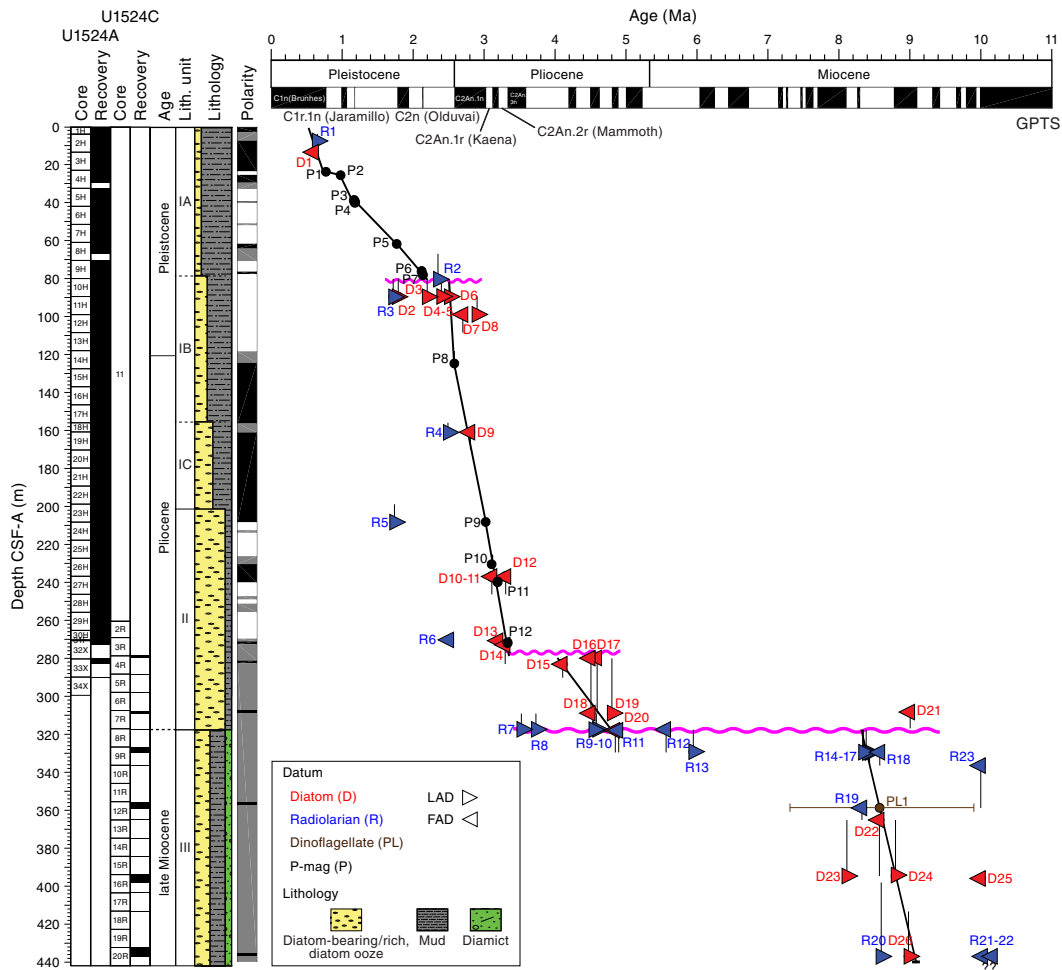 U1524C
U1524A
Core
Recovery
Core
Recovery
Age
Lith. unit
Lithology
Polarity
Age (Ma)
0 1 2 3 4 5 6 7 8 9 10 11
Pleistocene Pliocene Miocene
C1n(Brunhes) C2An.1n C2An. 3n
C1r.1n (Jaramillo) C2n (Olduvai)
C2An.1r (Kaena)
C2An.2r (Mammoth)
GPTS
Depth CSF-A (m)
0
20
40
60
80
100
120
140
160
180
200
220
240
260
280
300
320
340
360
380
400
420
440
1H
2H
3H
4H
5H
6H
7H
8H
9H
10H
11H
12H
13H
14H
15H
16H
17H
18H
19H
20H
21H
22H
23H
24H
25H
26H
27H
28H
29H
30H
32X
33X
34X
11
2R
3R
4R
5R
6R
7R
8R
9R
10R
11R
12R
13R
14R
15R
16R
17R
18R
19R
20R
Pleistocene
Pliocene
late Miocene
IA
IB
IC
II
III
R1
D1
P1
P2
P3
P4
P5
P6
P7
R2
R3
D2
D3
D4-5
D6
D7
D8
P8
R4
D9
R5
P9
P10
D12
D10-11
P11
R6
D13
P12
D14
D15
D16
D17
D18
D19
D20
D21
R7
R8
R9-10
R11
R12
R13
R14-17
R18
R23
R19
PL1
D22
D23
D24
D25
R20
D26
R21-22
??
Datum
Diatom (D) LAD
Radiolarian (R) FAD
Dinoflagellate (PL)
P-mag (P)
Lithology
Diatom-bearing/rich, Mud Diamict
diatom ooze